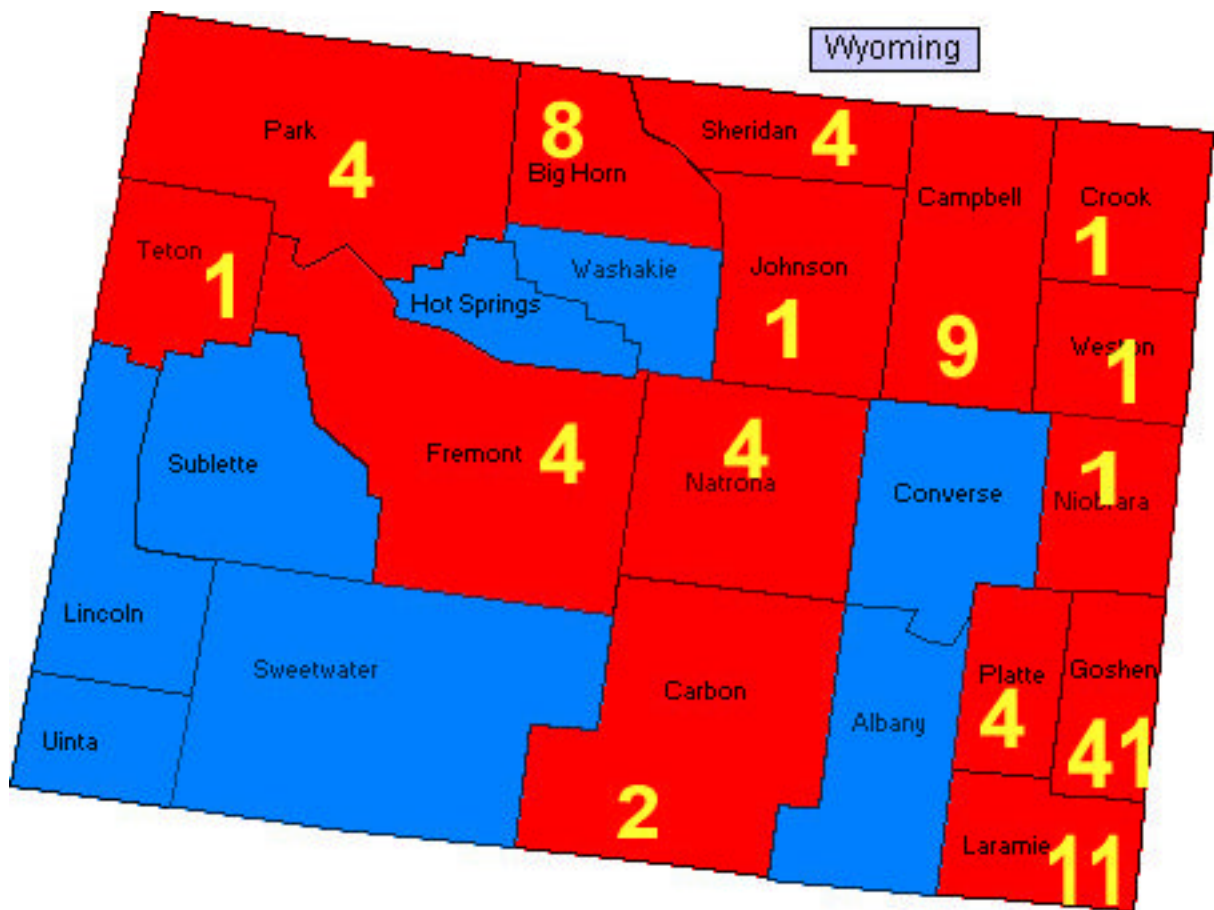 Wyoming
Park
4
8
Big Horn
Sheridan
4
Campbell
9
Crook
1
Teton
1
Washakie
Hot Springs
Johnson
1
Weston
1
Sublette
Fremont
4
4
Natrona
Converse
1
Niobrara
Lincoln
Sweetwater
Carbon
2
Platte
4
Goshen
41
Uinta
Albany
Laramie
11